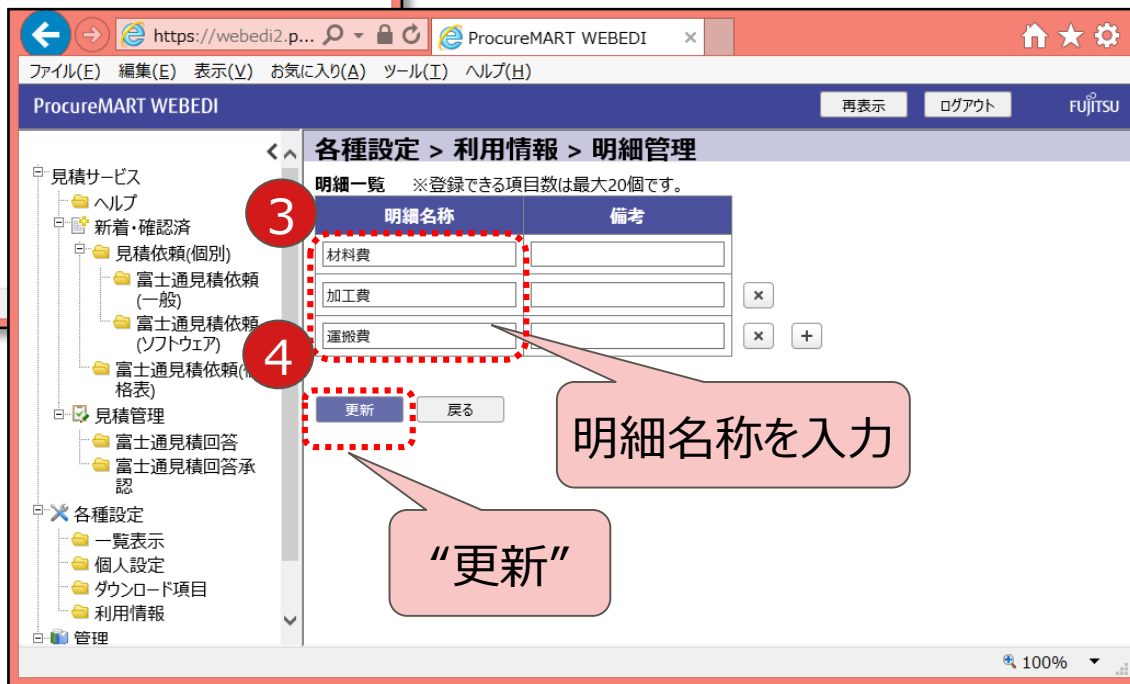 https://webedi2.p...
ProcureMART WEBEDI
ファイル(F) 編集(E) 表示(V) お気に入り(A) ツール(T) ヘルプ(H)
ProcureMART WEBEDI
再表示
ログアウト
FUJITSU
見積サービス
ヘルプ
新着・確認済
見積依頼(個別)
富士通見積依頼
(一般)
富士通見積依頼
(ソフトウェア)
富士通見積依頼(
格表)
見積管理
富士通見積回答
富士通見積回答承
認
各種設定
一覧表示
個人設定
ダウンロード項目
利用情報
管理
各種設定 > 利用情報 > 明細管理
明細一覧 ※登録できる項目数は最大20個です。
3
明細名称 備考
材料費
加工費
運搬費
4
更新
戻る
明細名称を入力
“更新”
100%